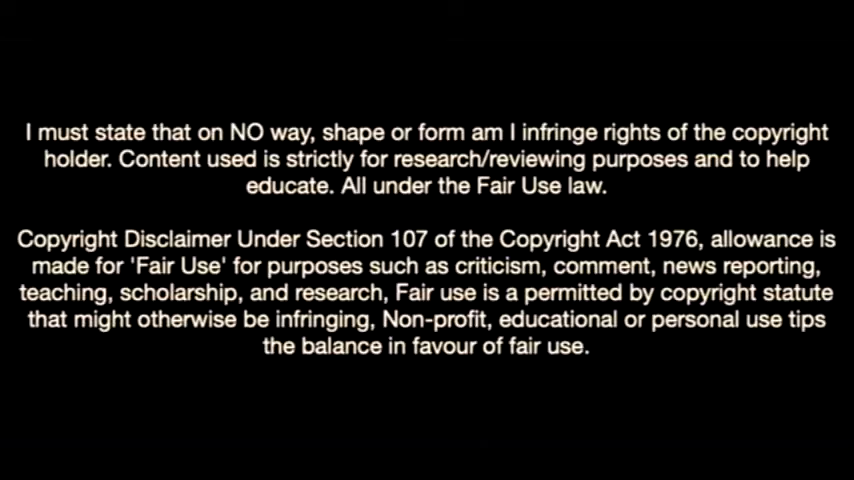 I must state that on NO way, shape or form am I infringe rights of the copyright
holder. Content used is strictly for research/reviewing purposes and to help
educate. All under the Fair Use law.
Copyright Disclaimer Under Section 107 of the Copyright Act 1976, allowance is
made for 'Fair Use' for purposes such as criticism, comment, news reporting,
teaching, scholarship, and research, Fair use is a permitted by copyright statute
that might otherwise be infringing, Non-profit, educational or personal use tips
the balance in favour of fair use.